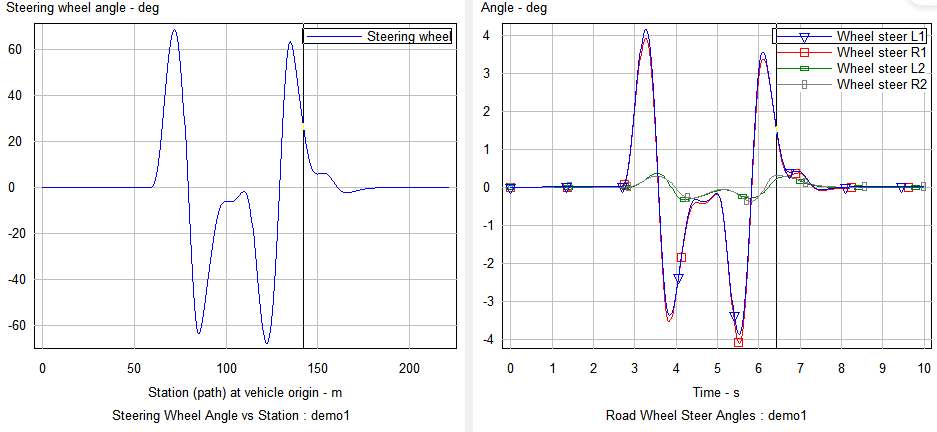 Steering wheel angle - deg
Steering wheel
60
40
20
0
-20
-40
-60
0 50 100 150 200
Station (path) at vehicle origin - m
Steering Wheel Angle vs Station : demo1
Angle - deg
Wheel steer L1
Wheel steer R1
Wheel steer L2
Wheel steer R2
4
3
2
1
0
-1
-2
-3
-4
0 1 2 3 4 5 6 7 8 9 10
Time - s
Road Wheel Steer Angles : demo1